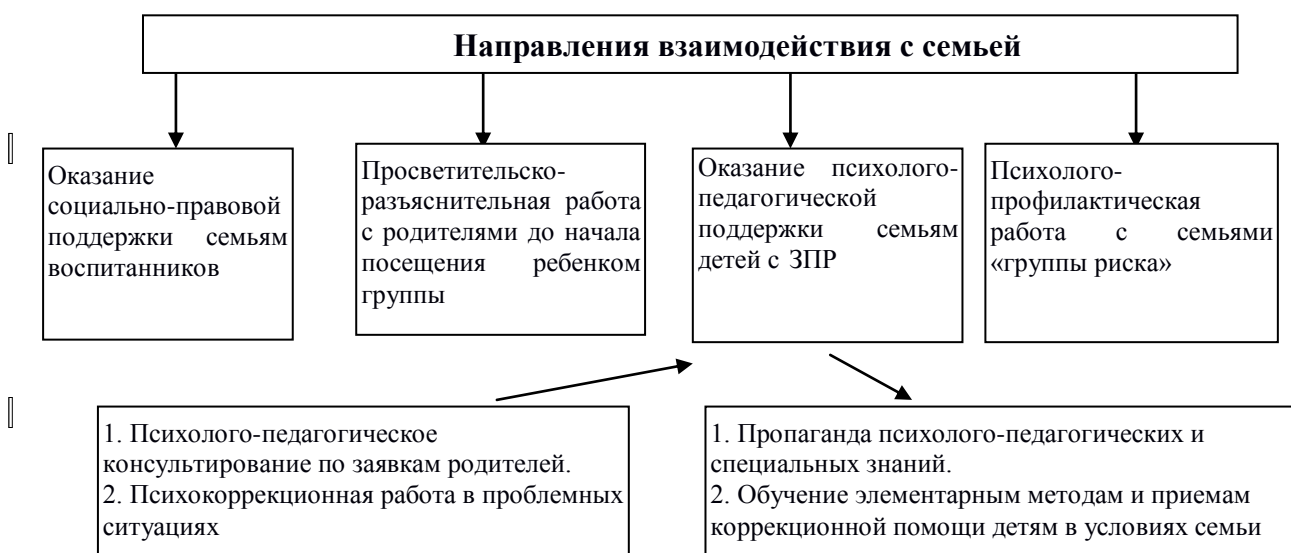 Направления взаимодействия с семьей
Оказание
социально-правовой
поддержки семьям
воспитанников
Просветительско-
разъяснительная работа
с родителями до начала
посещения ребенком
группы
Оказание психолого-
педагогической
поддержки семьям
детей с ЗПР
Психолого-
профилактическая
работа с семьями
«группы риска»
1. Психолого-педагогическое
консультирование по заявкам родителей.
2. Психокоррекционная работа в проблемных
ситуациях
1. Пропаганда психолого-педагогических и
специальных знаний.
2. Обучение элементарным методам и приемам
коррекционной помощи детям в условиях семьи